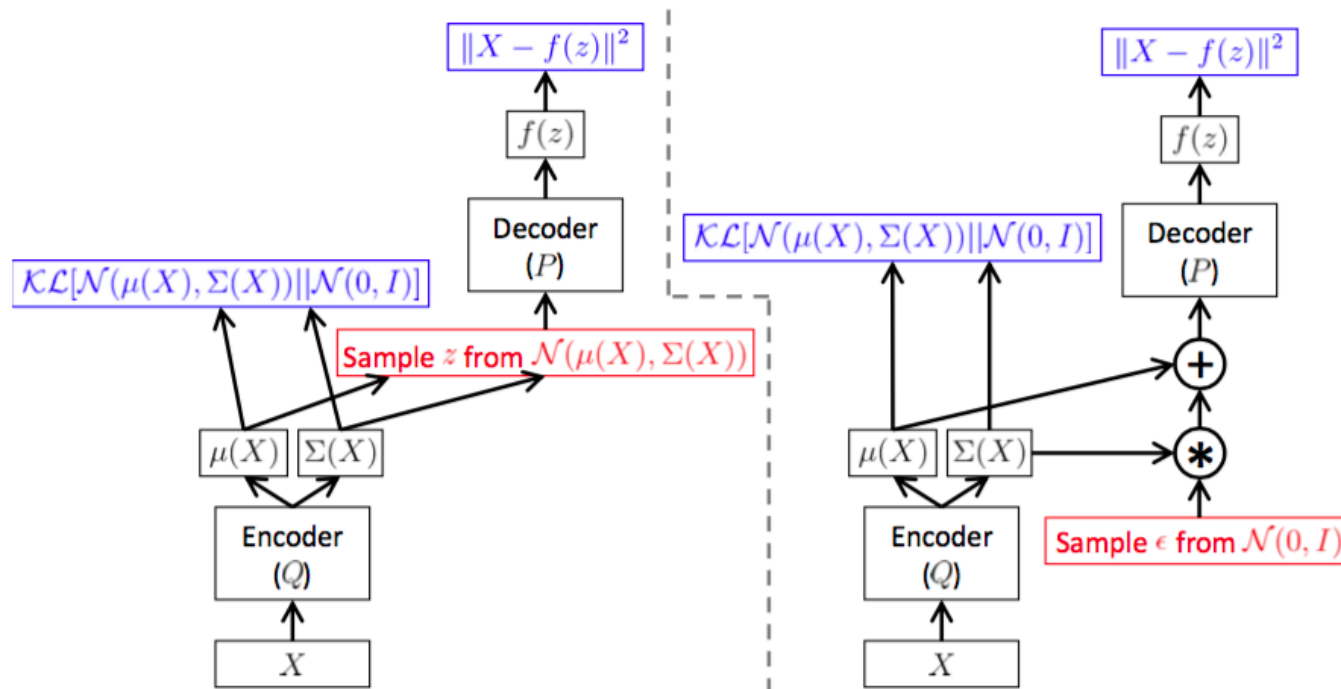 ‖X − f(z)‖²
f(z)
Decoder
(P)
𝒦ℒ[𝒩(μ(X), Σ(X))||𝒩(0, I)]
Sample z from 𝒩(μ(X), Σ(X))
μ(X)
Σ(X)
Encoder
(Q)
X
‖X − f(z)‖²
f(z)
Decoder
(P)
𝒦ℒ[𝒩(μ(X), Σ(X))||𝒩(0, I)]
+
μ(X)
Σ(X)
*
Encoder
(Q)
Sample ϵ from 𝒩(0, I)
X